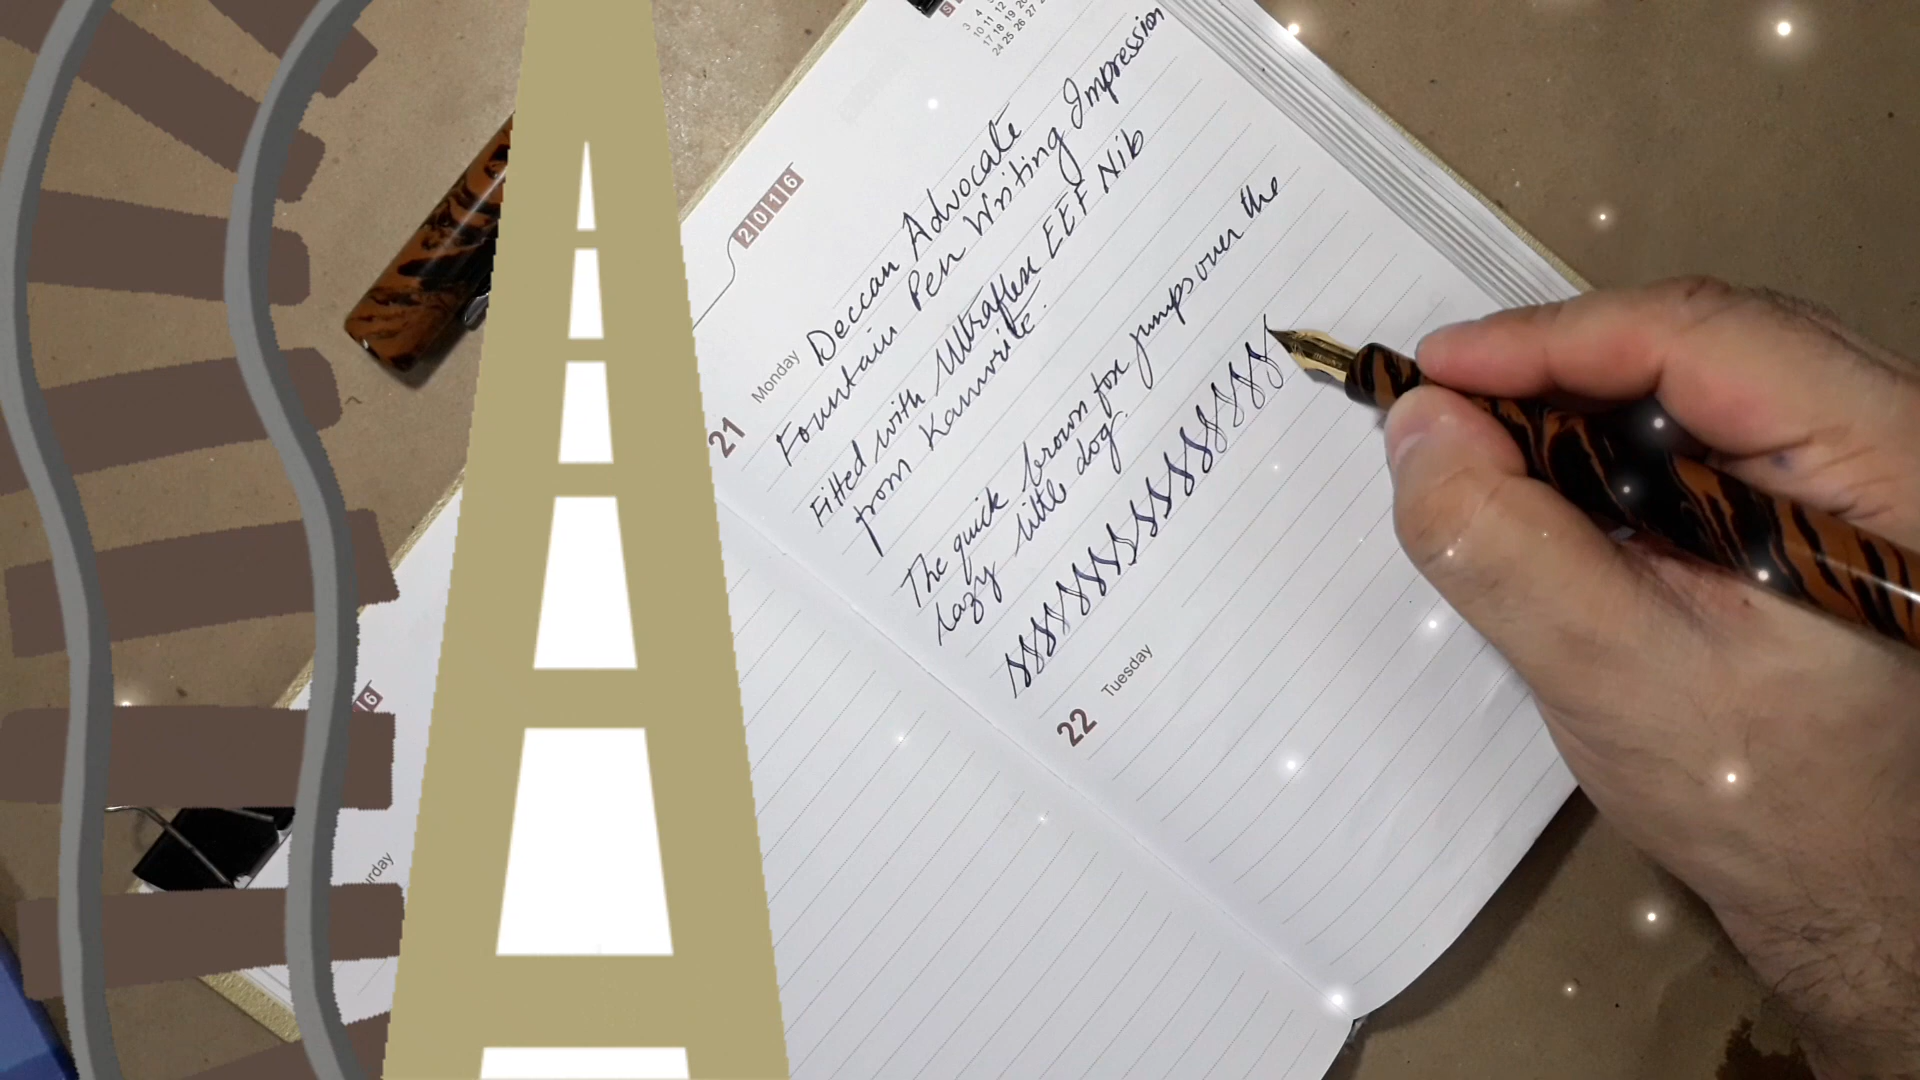 2016
Deccan Advocate
Fountain Pen Writing Impression
Fitted with Ultraflex EEF Nib
from Kanwrite.
The quick brown fox jumps over the
lazy little dog.
21 Monday
22 Tuesday